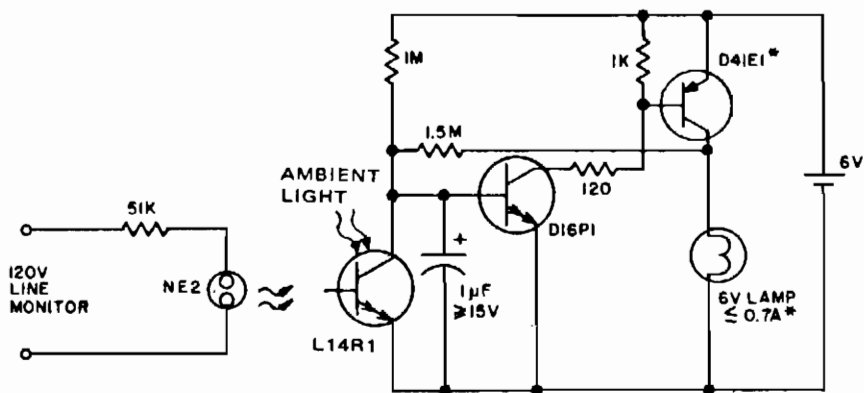 1M
1K
D41E1*
1.5M
6V
AMBIENT
LIGHT
120
51K
D16P1
+
120V
LINE
MONITOR
NE2
1µF
≥15V
6V LAMP
≤ 0.7A*
L14R1